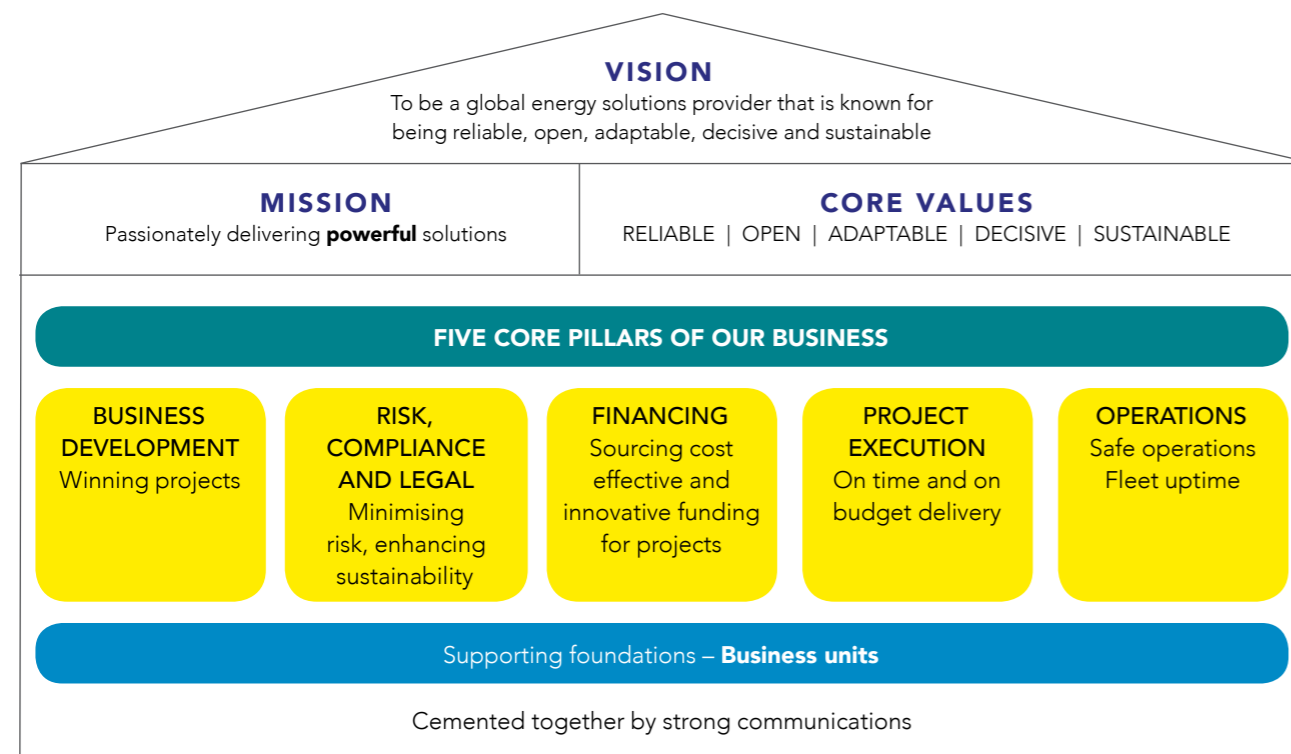 VISION
To be a global energy solutions provider that is known for
being reliable, open, adaptable, decisive and sustainable
MISSION
Passionately delivering powerful solutions
CORE VALUES
RELIABLE | OPEN | ADAPTABLE | DECISIVE | SUSTAINABLE
FIVE CORE PILLARS OF OUR BUSINESS
BUSINESS
DEVELOPMENT
Winning projects
RISK,
COMPLIANCE
AND LEGAL
Minimising
risk, enhancing
sustainability
FINANCING
Sourcing cost
effective and
innovative funding
for projects
PROJECT
EXECUTION
On time and on
budget delivery
OPERATIONS
Safe operations
Fleet uptime
Supporting foundations – Business units
Cemented together by strong communications